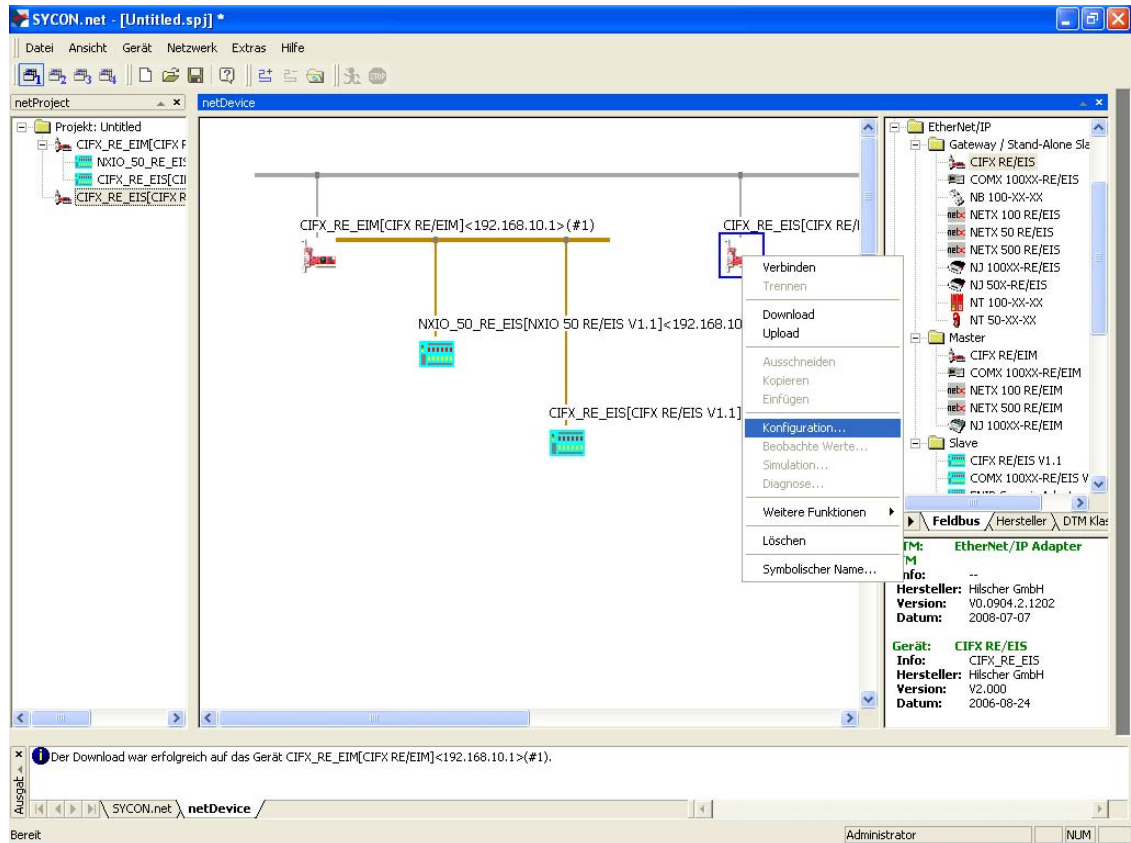 SYCON.net - [Untitled.spj] *
Datei Ansicht Gerät Netzwerk Extras Hilfe
netProject
Projekt: Untitled
CIFX_RE_EIM[CIFX
NXIO_50_RE_EIS
CIFX_RE_EIS[CI
CIFX_RE_EIS[CIFX R
netDevice
CIFX_RE_EIM[CIFX RE/EIM]<192.168.10.1>(#1)
CIFX_RE_EIS[CIFX RE/
NXIO_50_RE_EIS[NXIO 50 RE/EIS V1.1]<192.168.10
CIFX_RE_EIS[CIFX RE/EIS V1.1]
Verbinden
Trennen
Download
Upload
Ausschneiden
Kopieren
Einfügen
Konfiguration...
Beobachte Werte...
Simulation...
Diagnose...
Weitere Funktionen
Löschen
Symbolischer Name...
EtherNet/IP
Gateway / Stand-Alone Sla
CIFX RE/EIS
COMX 100XX-RE/EIS
NB 100-XX-XX
NETX 100 RE/EIS
NETX 50 RE/EIS
NETX 500 RE/EIS
NJ 100XX-RE/EIS
NJ 50X-RE/EIS
NT 100-XX-XX
NT 50-XX-XX
Master
CIFX RE/EIM
COMX 100XX-RE/EIM
NETX 100 RE/EIM
NETX 500 RE/EIM
NJ 100XX-RE/EIM
Slave
CIFX RE/EIS V1.1
COMX 100XX-RE/EIS V
Feldbus Hersteller DTM Klas
TM: EtherNet/IP Adapter
TM
nfo: --
Hersteller: Hilscher GmbH
Version: V0.0904.2.1202
Datum: 2008-07-07
Gerät: CIFX RE/EIS
Info: CIFX_RE_EIS
Hersteller: Hilscher GmbH
Version: V2.000
Datum: 2006-08-24
Ausgat
Der Download war erfolgreich auf das Gerät CIFX_RE_EIM[CIFX RE/EIM]<192.168.10.1>(#1).
SYCON.net netDevice
Bereit
Administrator
NUM